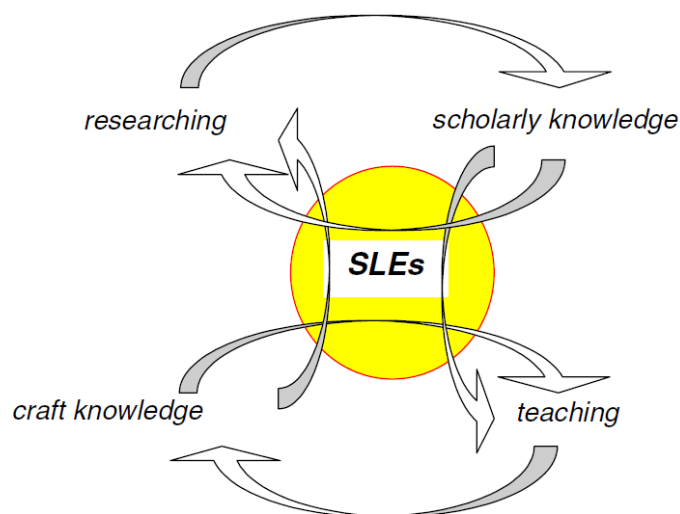 researching
scholarly knowledge
SLEs
craft knowledge
teaching